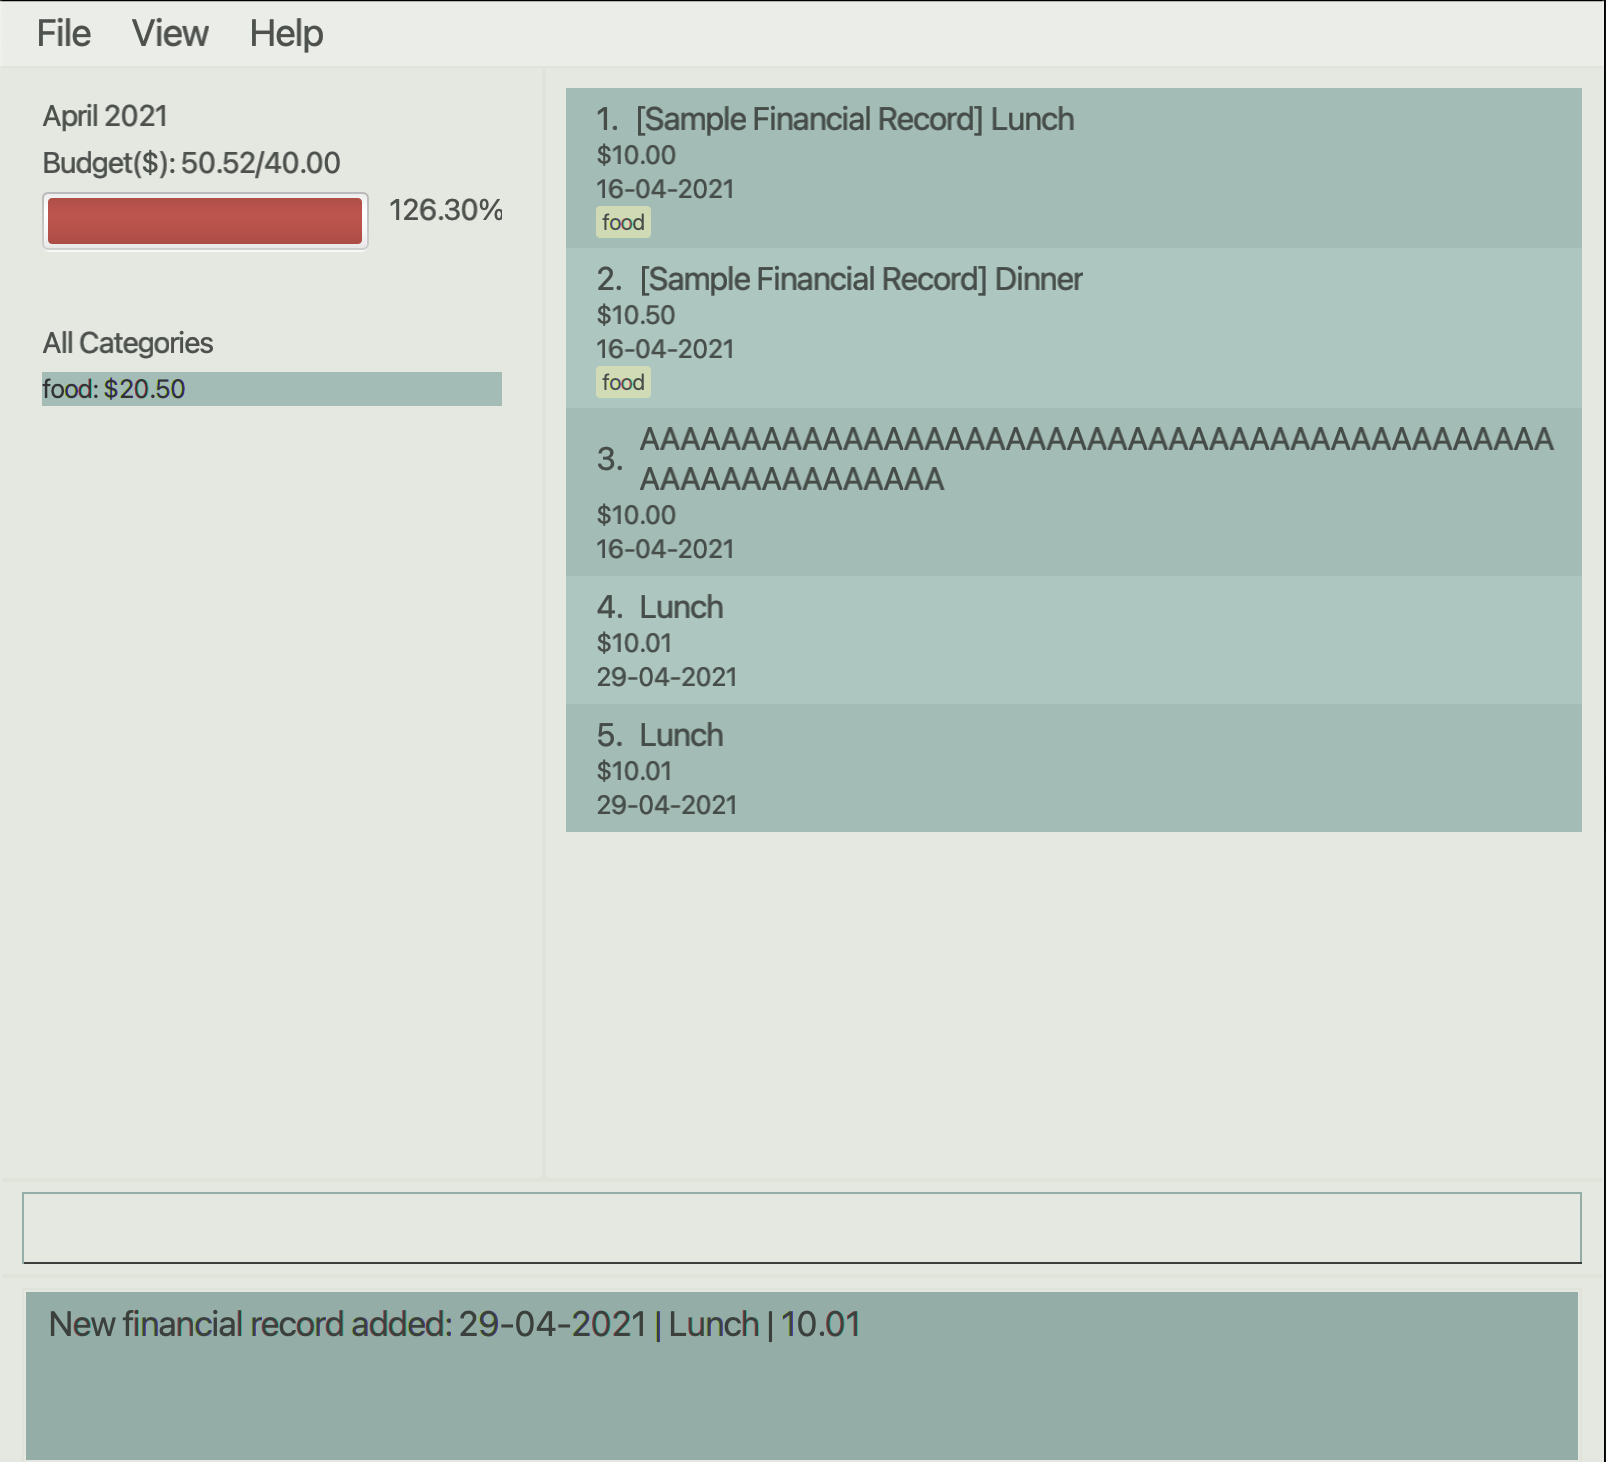 File View Help
April 2021
Budget($): 50.52/40.00
126.30%
All Categories
food: $20.50
1. [Sample Financial Record] Lunch
$10.00
16-04-2021
food
2. [Sample Financial Record] Dinner
$10.50
16-04-2021
food
3. AAAAAAAAAAAAAAAAAAAAAAAAAAAAAAAAAAAAAAAAAAAAA
AAAAAAAAAAAAAAA
$10.00
16-04-2021
4. Lunch
$10.01
29-04-2021
5. Lunch
$10.01
29-04-2021
New financial record added: 29-04-2021 | Lunch | 10.01